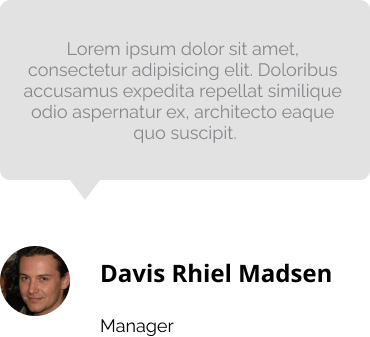 Lorem ipsum dolor sit amet,
consectetur adipisicing elit. Doloribus
accusamus expedita repellat similique
odio aspernatur ex, architecto eaque
quo suscipit.
Davis Rhiel Madsen
Manager